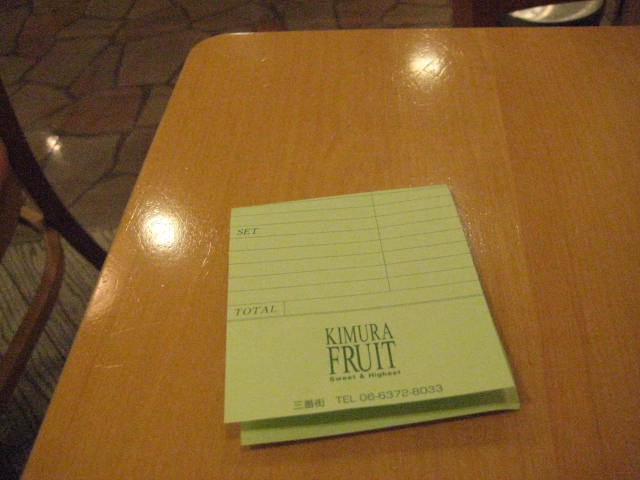 SET
TOTAL
KIMURA
FRUIT
Sweet & Highest
三番街 TEL 06-6372-8033